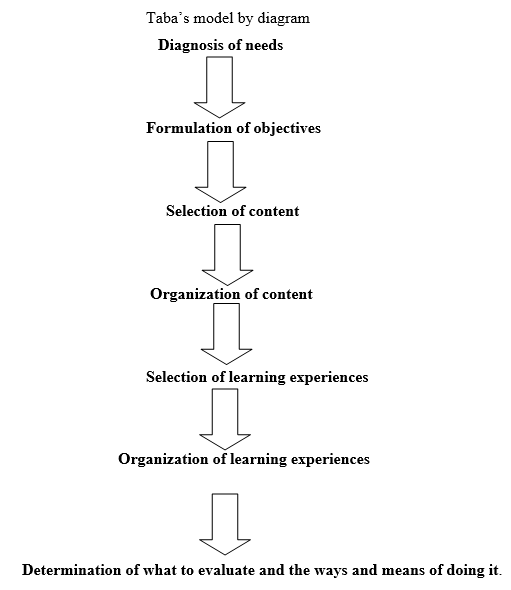 Taba’s model by diagram
Diagnosis of needs
Formulation of objectives
Selection of content
Organization of content
Selection of learning experiences
Organization of learning experiences
Determination of what to evaluate and the ways and means of doing it.